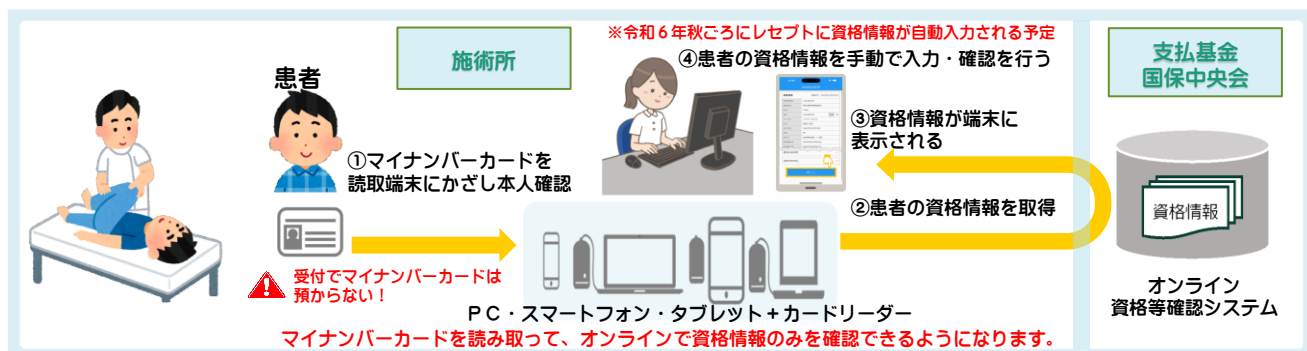 ※令和６年秋ごろにレセプトに資格情報が自動入力される予定
施術所
④患者の資格情報を手動で入力・確認を行う
支払基金
国保中央会
患者
①マイナンバーカードを
読取端末にかざし本人確認
③資格情報が端末に
表示される
②患者の資格情報を取得
資格情報
受付でマイナンバーカードは
預からない！
ＰＣ・スマートフォン・タブレット＋カードリーダー
オンライン
資格等確認システム
マイナンバーカードを読み取って、オンラインで資格情報のみを確認できるようになります。